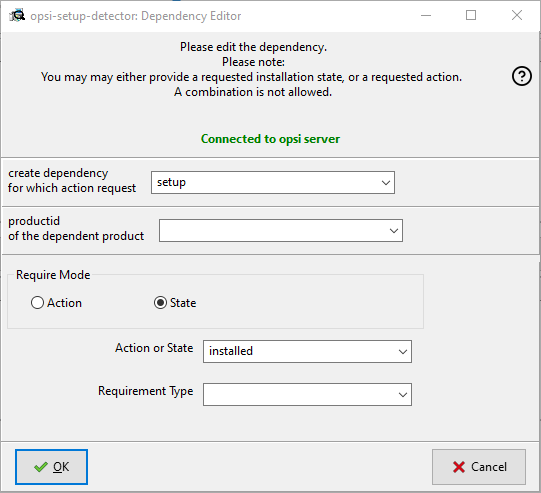 opsi-setup-detector: Dependency Editor
Please edit the dependency.
Please note:
You may may either provide a requested installation state, or a requested action.
A combination is not allowed.
?
Connected to opsi server
create dependency
for which action request
setup
productid
of the dependent product
Require Mode
Action
State
Action or State
installed
Requirement Type
OK
Cancel